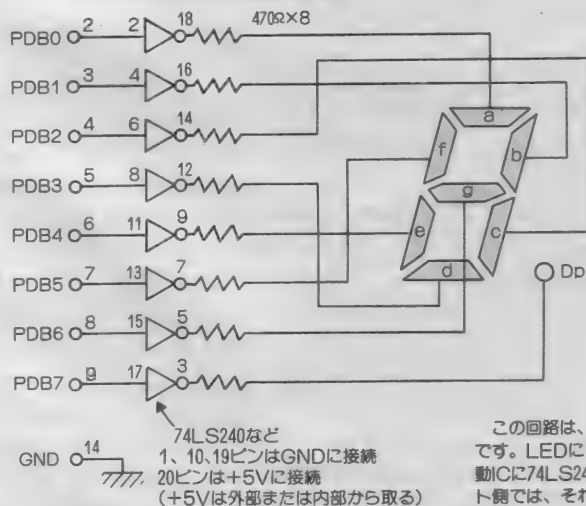 470Ω×8
PDB0 2 2 18
PDB1 3 4 16
PDB2 4 6 14
PDB3 5 8 12
PDB4 6 11 9
PDB5 7 13 7
PDB6 8 15 5
PDB7 9 17 3
GND 14
a
f
b
g
e
c
d
Dp
74LS240など
1、10、19ピンはGNDに接続
20ピンは+5Vに接続
(+5Vは外部または内部から取る)
この回路は、
です。LEDに
動ICに74LS24
ト側では、それ